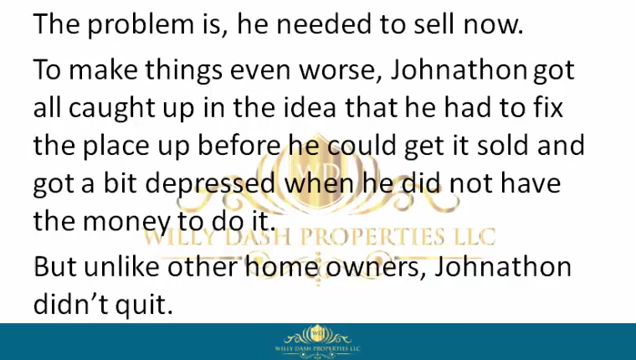 The problem is, he needed to sell now.
To make things even worse, Johnathon got
all caught up in the idea that he had to fix
the place up before he could get it sold and
got a bit depressed when he did not have
the money to do it.
WILLY DASH PROPERTIES LLC
But unlike other home owners, Johnathon
didn’t quit.
WILLY DASH PROPERTIES LLC